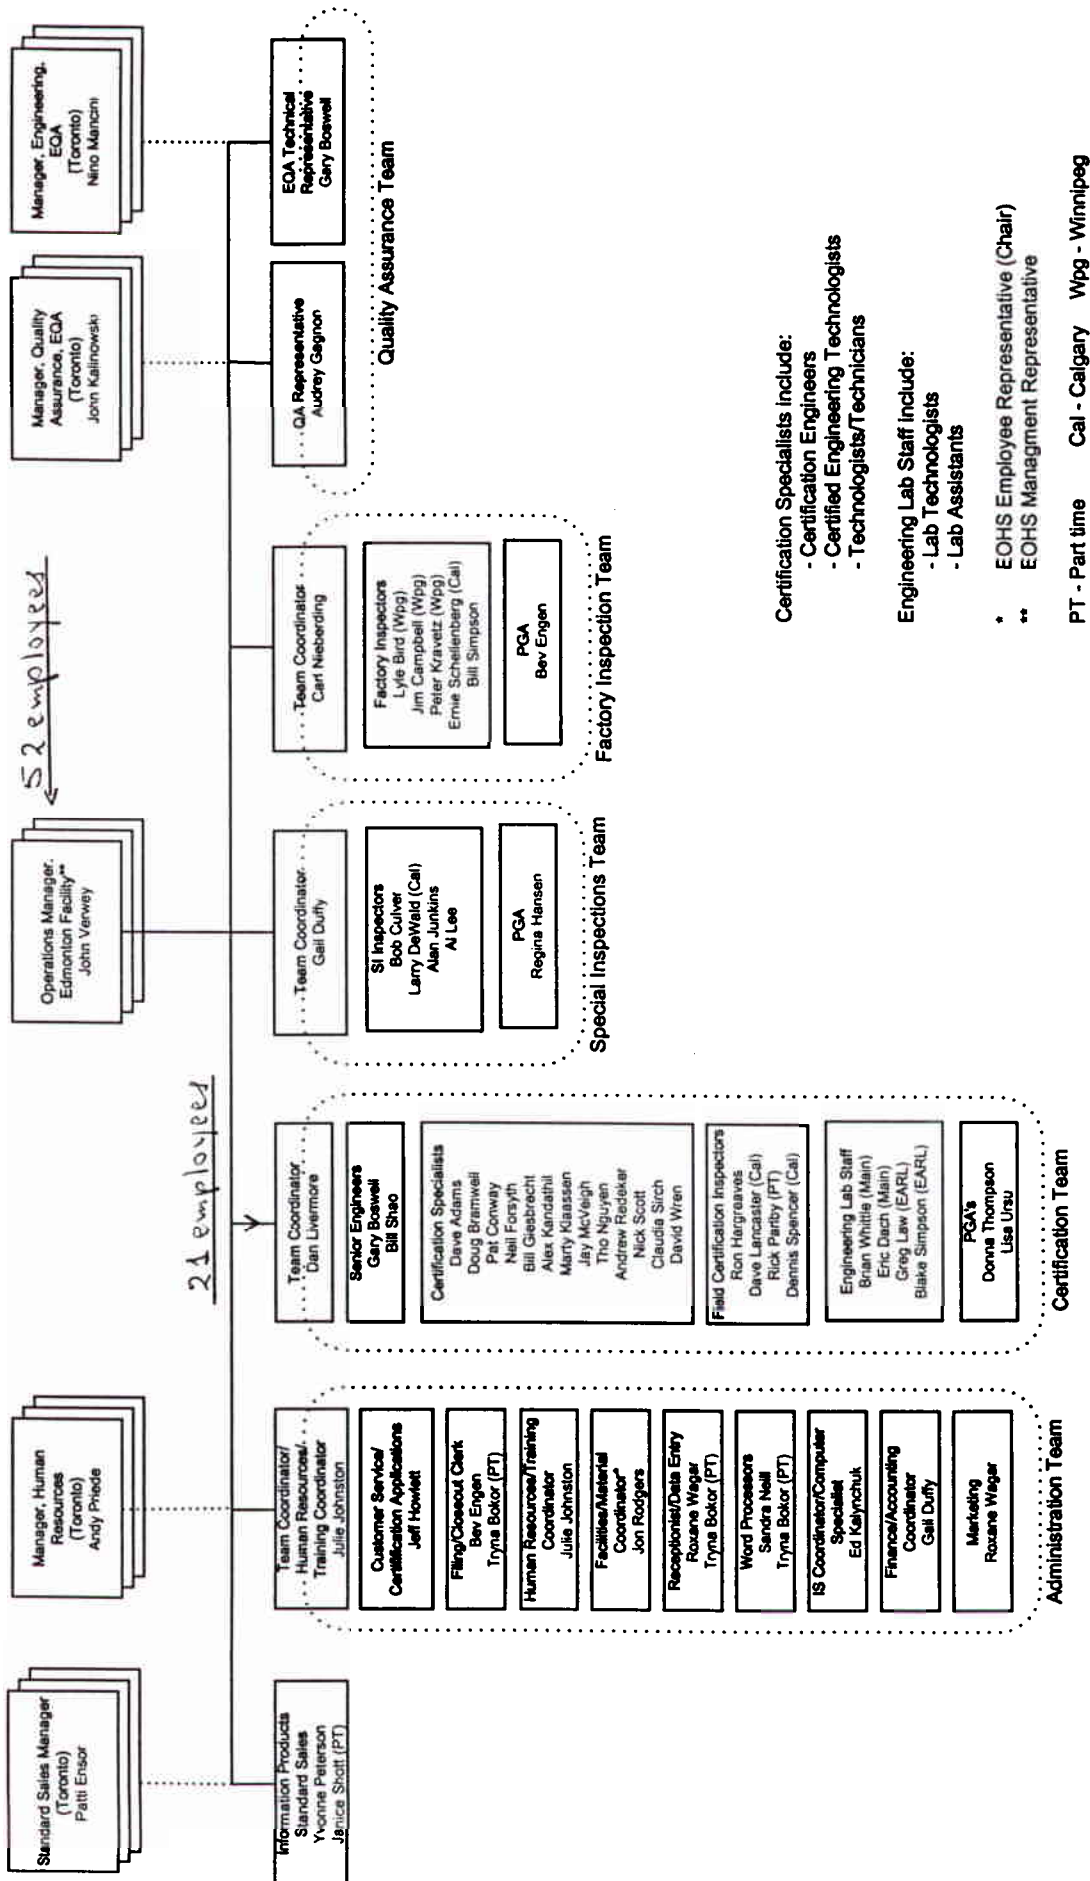 Standard Sales Manager
(Toronto)
Patti Ensor
Manager, Human
Resources
(Toronto)
Andy Priede
Operations Manager.
Edmonton Facility**
John Verwey
52 employees
Manager, Quality
Assurance, EQA
(Toronto)
John Kalinowski
Manager, Engineering,
EQA
(Toronto)
Nino Mancini
21 employees
Information Products
Standard Sales
Yvonne Peterson
Janice Shott (PT)
Team Coordinator/
Human Resources/
Training Coordinator
Julie Johnston
Customer Service/
Certification Applications
Jeff Howlett
Filing/Closeout Clerk
Bev Engen
Tryna Bokor (PT)
Human Resources/Training
Coordinator
Julie Johnston
Facilities/Material
Coordinator*
Jon Rodgers
Receptionist/Data Entry
Roxane Wagar
Tryna Bokor (PT)
Word Processors
Sandra Neill
Tryna Bokor (PT)
IS Coordinator/Computer
Specialist
Ed Kalynchuk
Finance/Accounting
Coordinator
Gail Duffy
Marketing
Roxane Wagar
Administration Team
Team Coordinator
Dan Livermore
Senior Engineers
Gary Boswell
Bill Shao
Certification Specialists
Dave Adams
Doug Bramwell
Pat Conway
Neil Forsyth
Bill Giesbrecht
Alex Kandathil
Marty Klaassen
Jay McVeigh
Tho Nguyen
Andrew Redeker
Nick Scott
Claudia Sirch
David Wren
Field Certification Inspectors
Ron Hargreaves
Dave Lancaster (Cal)
Rick Partby (PT)
Dennis Spencer (Cal)
Engineering Lab Staff
Brian Whittle (Main)
Eric Dach (Main)
Greg Law (EARL)
Blake Simpson (EARL)
PGA's
Donna Thompson
Lisa Ursu
Certification Team
Team Coordinator
Gail Duffy
SI Inspectors
Bob Culver
Larry DeWald (Cal)
Alan Junkins
Al Lee
PGA
Regina Hansen
Special Inspections Team
Team Coordinator
Carl Nieberding
Factory Inspectors
Lyle Bird (Wpg)
Jim Campbell (Wpg)
Peter Kravetz (Wpg)
Ernie Schellenberg (Cal)
Bill Simpson
PGA
Bev Engen
Factory Inspection Team
QA Representative
Audrey Gagnon
EQA Technical
Representative
Gary Boswell
Quality Assurance Team
Certification Specialists include:
- Certification Engineers
- Certified Engineering Technologists
- Technologists/Technicians
Engineering Lab Staff include:
- Lab Technologists
- Lab Assistants
* EOHS Employee Representative (Chair)
** EOHS Managment Representative
PT - Part time Cal - Calgary Wpg - Winnipeg